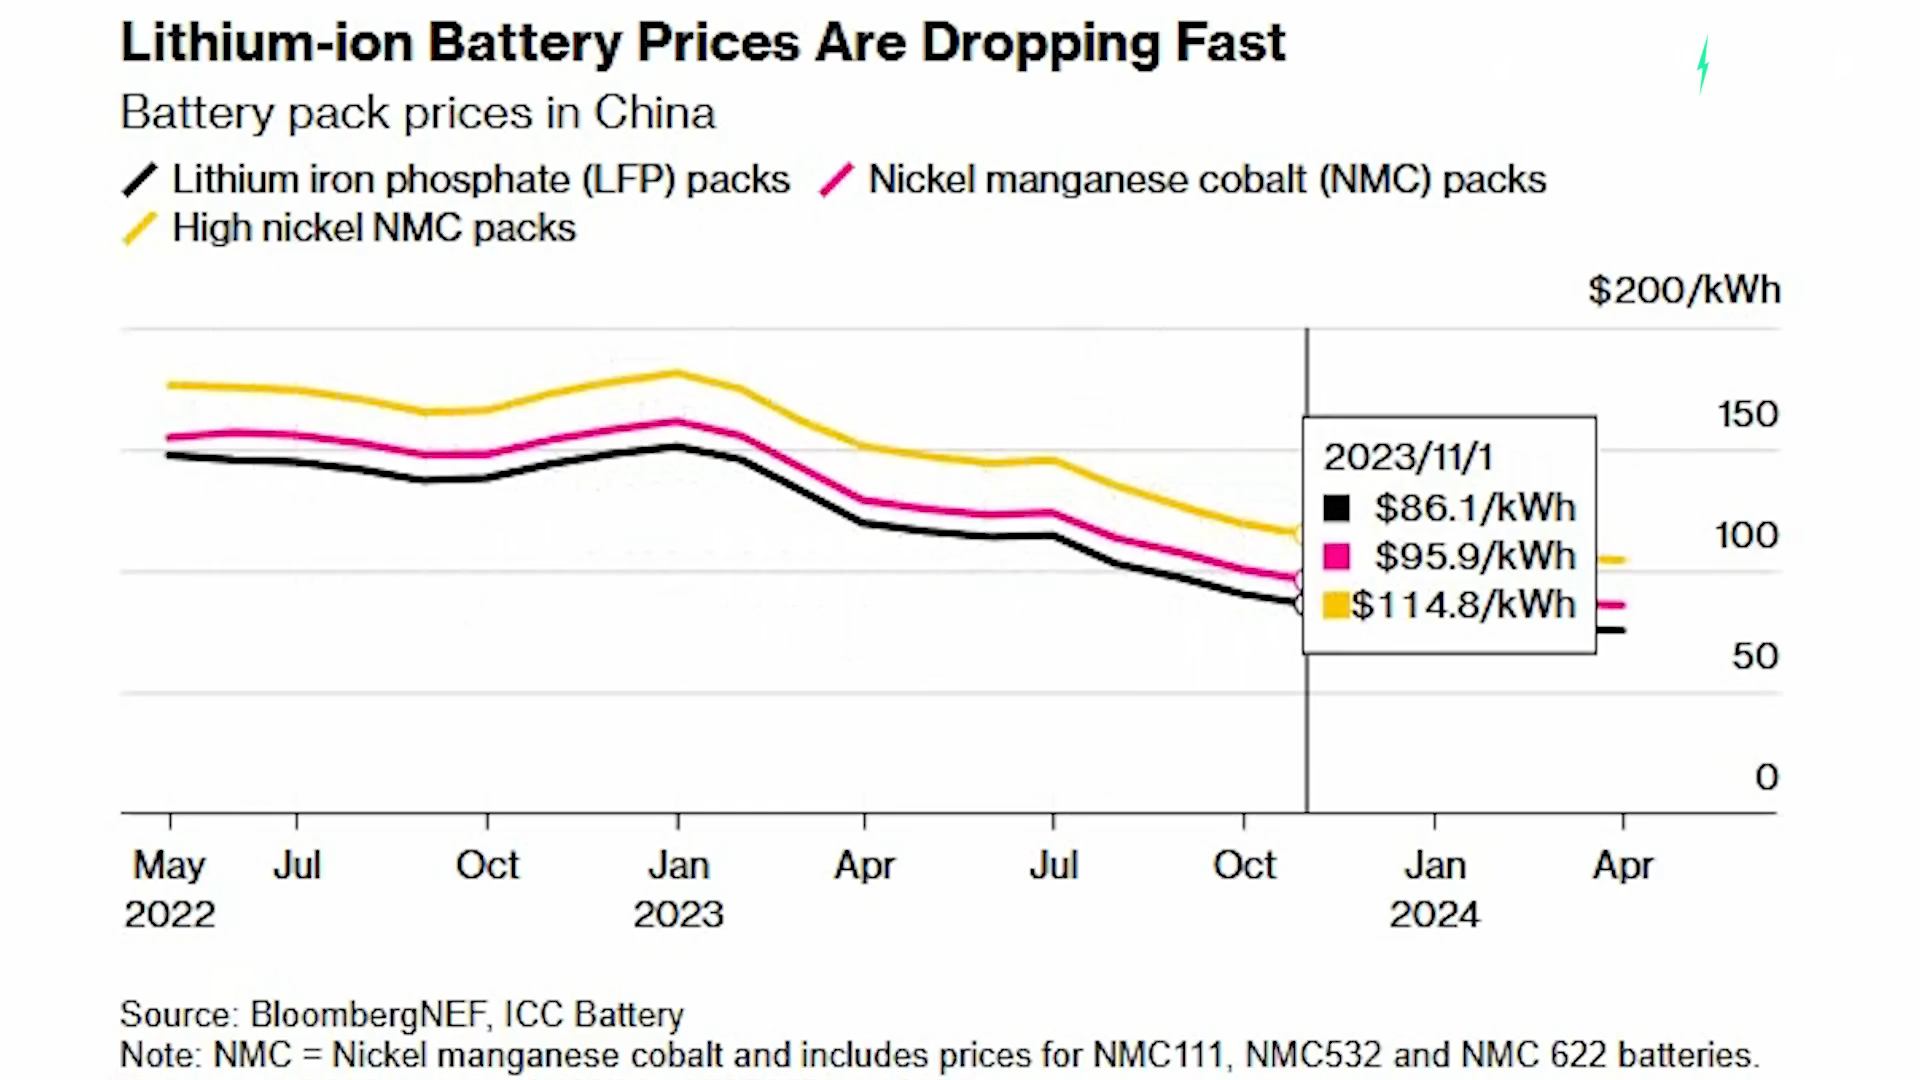 Lithium-ion Battery Prices Are Dropping Fast
Battery pack prices in China
Lithium iron phosphate (LFP) packs Nickel manganese cobalt (NMC) packs
High nickel NMC packs
$200/kWh
150
2023/11/1
$86.1/kWh
100
$95.9/kWh
$114.8/kWh
50
0
May Jul Oct Jan Apr Jul Oct Jan Apr
2022 2023 2024
Source: BloombergNEF, ICC Battery
Note: NMC = Nickel manganese cobalt and includes prices for NMC111, NMC532 and NMC 622 batteries.